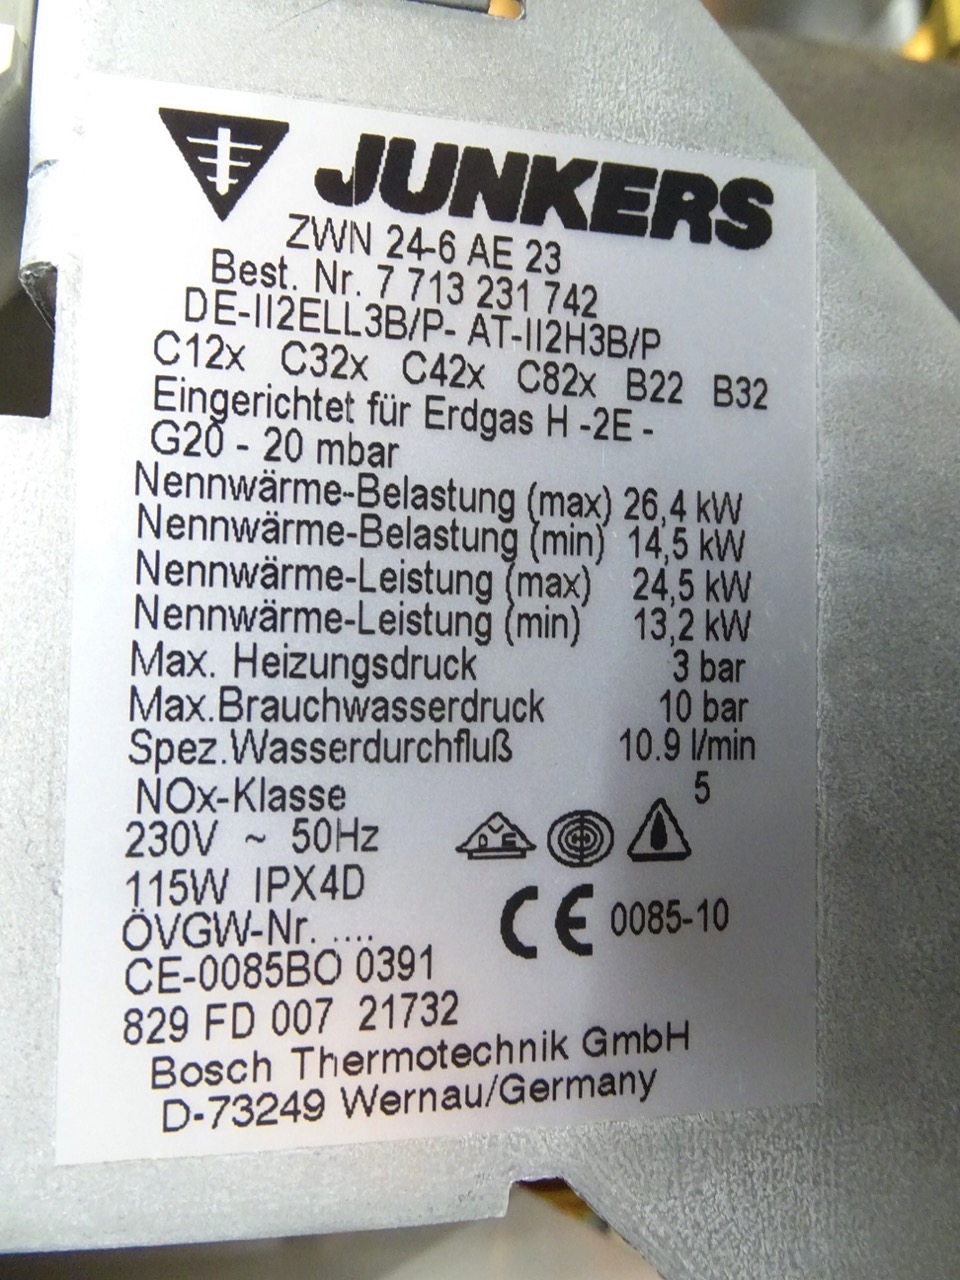 JUNKERS
ZWN 24-6 AE 23
Best. Nr. 7 713 231 742
DE-II2ELL3B/P- AT-II2H3B/P
C12x C32x C42x C82x B22 B32
Eingerichtet für Erdgas H -2E -
G20 - 20 mbar
Nennwärme-Belastung (max) 26,4 kW
Nennwärme-Belastung (min) 14,5 kW
Nennwärme-Leistung (max) 24,5 kW
Nennwärme-Leistung (min) 13,2 kW
Max. Heizungsdruck 3 bar
Max.Brauchwasserdruck 10 bar
Spez.Wasserdurchfluß 10.9 l/min
NOx-Klasse 5
230V ~ 50Hz
115W IPX4D
ÖVGW-Nr. ....
CE 0085-10
CE-0085BO 0391
829 FD 007 21732
Bosch Thermotechnik GmbH
D-73249 Wernau/Germany